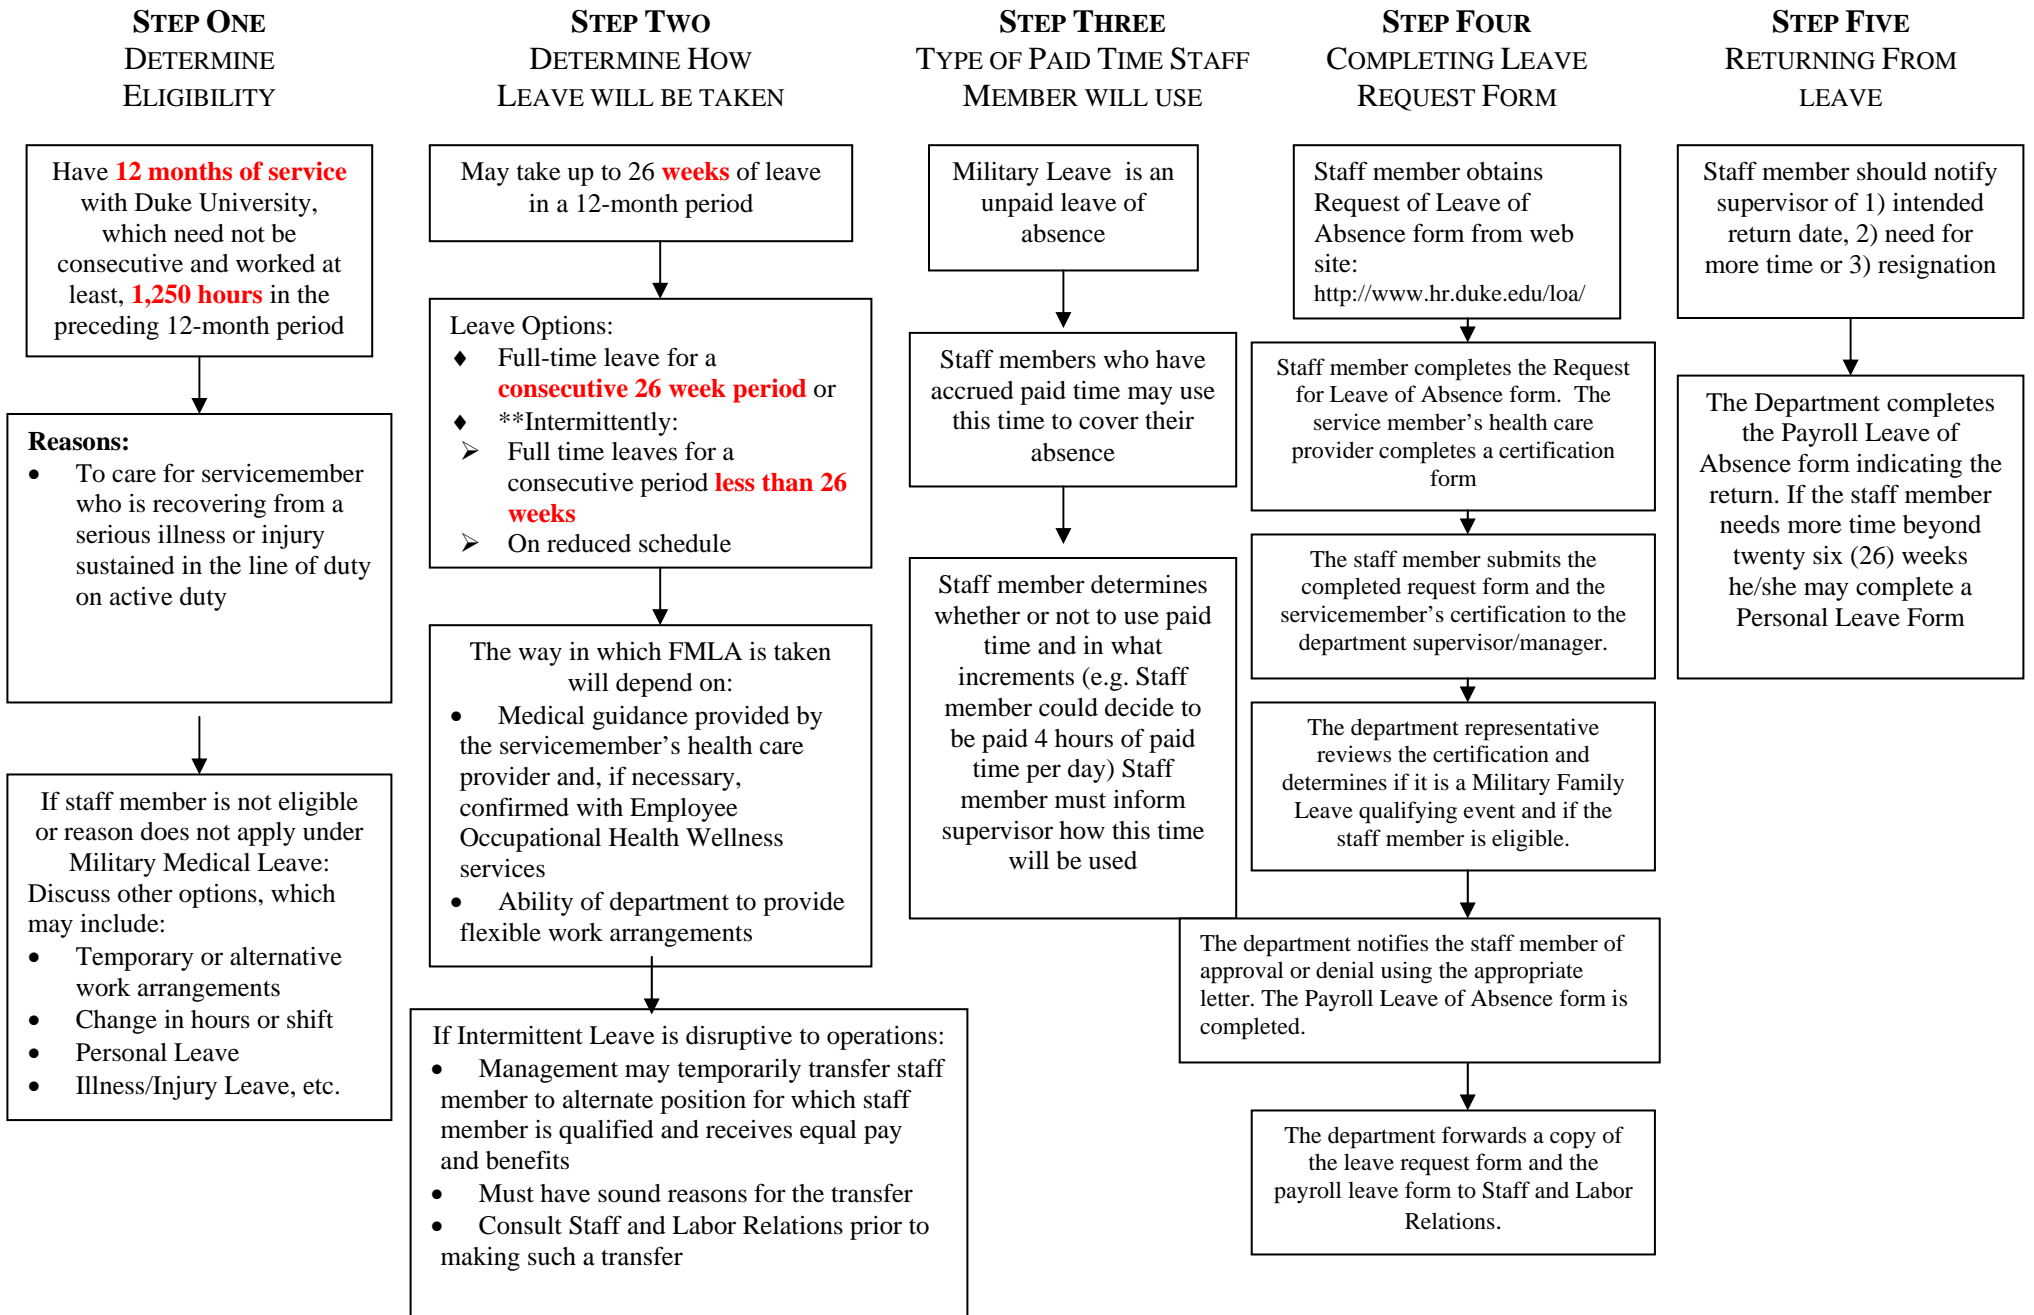 STEP ONE
DETERMINE
ELIGIBILITY
Have 12 months of service
with Duke University,
which need not be
consecutive and worked at
least, 1,250 hours in the
preceding 12-month period
Reasons:
• To care for servicemember
who is recovering from a
serious illness or injury
sustained in the line of duty
on active duty
If staff member is not eligible
or reason does not apply under
Military Medical Leave:
Discuss other options, which
may include:
• Temporary or alternative
work arrangements
• Change in hours or shift
• Personal Leave
• Illness/Injury Leave, etc.
STEP TWO
DETERMINE HOW
LEAVE WILL BE TAKEN
May take up to 26 weeks of leave
in a 12-month period
Leave Options:
♦ Full-time leave for a
consecutive 26 week period or
♦ **Intermittently:
➢ Full time leaves for a
consecutive period less than 26
weeks
➢ On reduced schedule
The way in which FMLA is taken
will depend on:
• Medical guidance provided by
the servicemember’s health care
provider and, if necessary,
confirmed with Employee
Occupational Health Wellness
services
• Ability of department to provide
flexible work arrangements
If Intermittent Leave is disruptive to operations:
• Management may temporarily transfer staff
member to alternate position for which staff
member is qualified and receives equal pay
and benefits
• Must have sound reasons for the transfer
• Consult Staff and Labor Relations prior to
making such a transfer
STEP THREE
TYPE OF PAID TIME STAFF
MEMBER WILL USE
Military Leave is an
unpaid leave of
absence
Staff members who have
accrued paid time may use
this time to cover their
absence
Staff member determines
whether or not to use paid
time and in what
increments (e.g. Staff
member could decide to
be paid 4 hours of paid
time per day) Staff
member must inform
supervisor how this time
will be used
STEP FOUR
COMPLETING LEAVE
REQUEST FORM
Staff member obtains
Request of Leave of
Absence form from web
site:
http://www.hr.duke.edu/loa/
Staff member completes the Request
for Leave of Absence form. The
service member’s health care
provider completes a certification
form
The staff member submits the
completed request form and the
servicemember’s certification to the
department supervisor/manager.
The department representative
reviews the certification and
determines if it is a Military Family
Leave qualifying event and if the
staff member is eligible.
The department notifies the staff member of
approval or denial using the appropriate
letter. The Payroll Leave of Absence form is
completed.
The department forwards a copy of
the leave request form and the
payroll leave form to Staff and Labor
Relations.
STEP FIVE
RETURNING FROM
LEAVE
Staff member should notify
supervisor of 1) intended
return date, 2) need for
more time or 3) resignation
The Department completes
the Payroll Leave of
Absence form indicating the
return. If the staff member
needs more time beyond
twenty six (26) weeks
he/she may complete a
Personal Leave Form